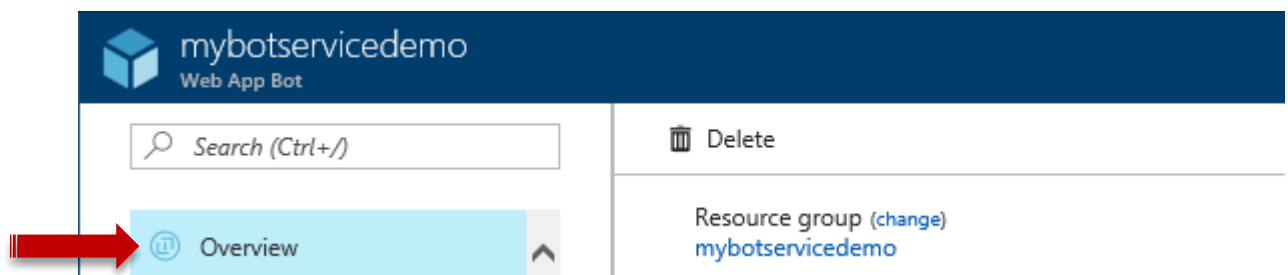 mybotservicedemo
Web App Bot
Search (Ctrl+/)
Delete
Overview
Resource group (change)
mybotservicedemo